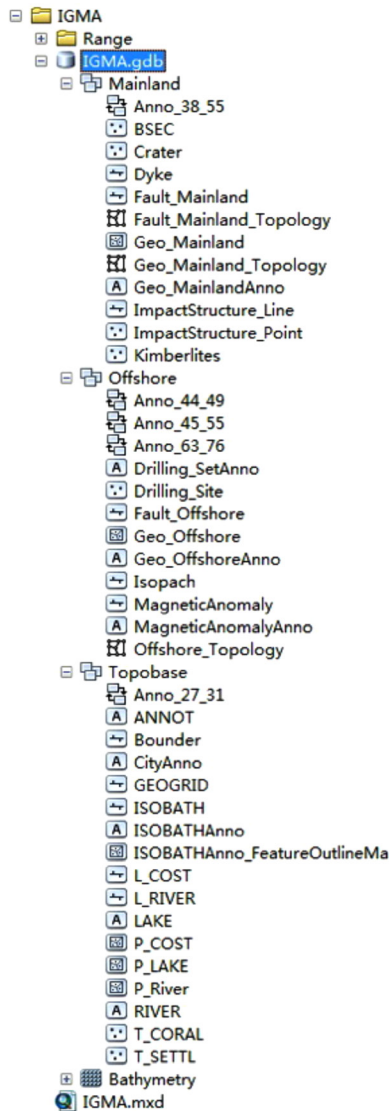 IGMA
Range
IGMA.gdb
Mainland
Anno_38_55
BSEC
Crater
Dyke
Fault_Mainland
Fault_Mainland_Topology
Geo_Mainland
Geo_Mainland_Topology
Geo_MainlandAnno
ImpactStructure_Line
ImpactStructure_Point
Kimberlites
Offshore
Anno_44_49
Anno_45_55
Anno_63_76
Drilling_SetAnno
Drilling_Site
Fault_Offshore
Geo_Offshore
Geo_OffshoreAnno
Isopach
MagneticAnomaly
MagneticAnomalyAnno
Offshore_Topology
Topobase
Anno_27_31
ANNOT
Bounder
CityAnno
GEOGRID
ISOBATH
ISOBATHAnno
ISOBATHAnno_FeatureOutlineMa
L_COST
L_RIVER
LAKE
P_COST
P_LAKE
P_River
RIVER
T_CORAL
T_SETTL
Bathymetry
IGMA.mxd